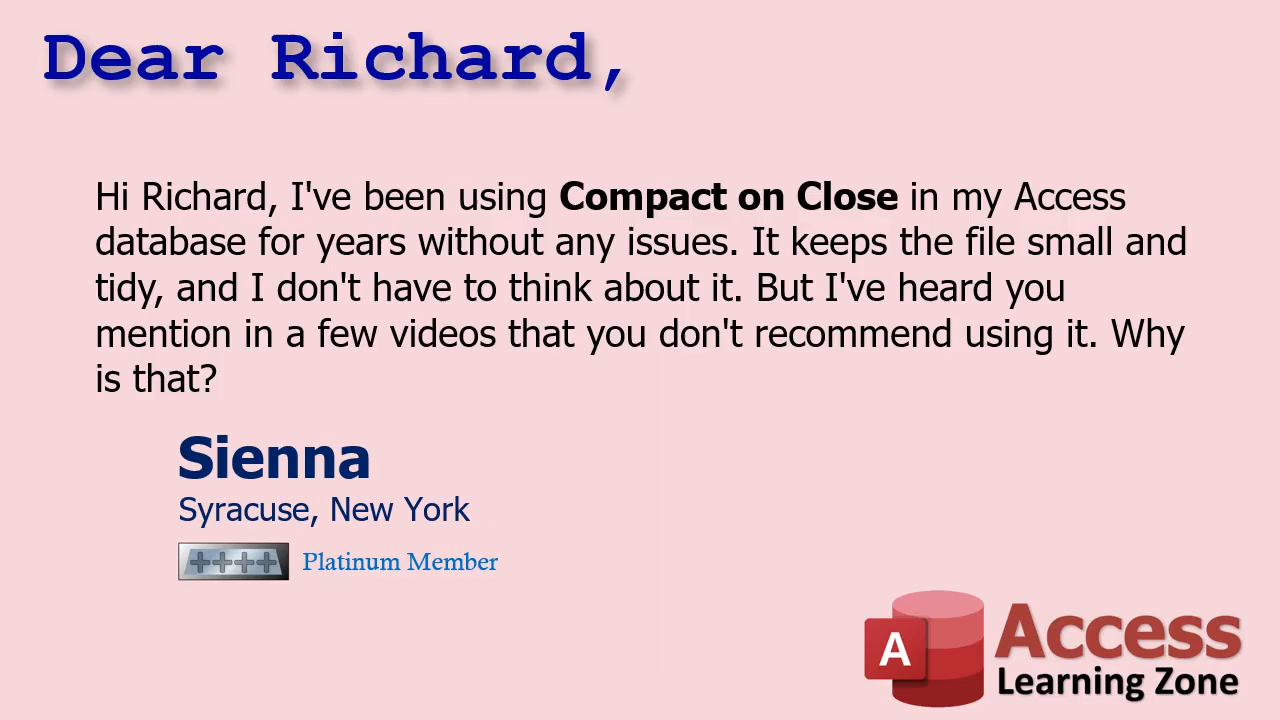 Dear Richard,
Hi Richard, I've been using Compact on Close in my Access
database for years without any issues. It keeps the file small and
tidy, and I don't have to think about it. But I've heard you
mention in a few videos that you don't recommend using it. Why
is that?
Sienna
Syracuse, New York
++++ Platinum Member
A Access
Learning Zone